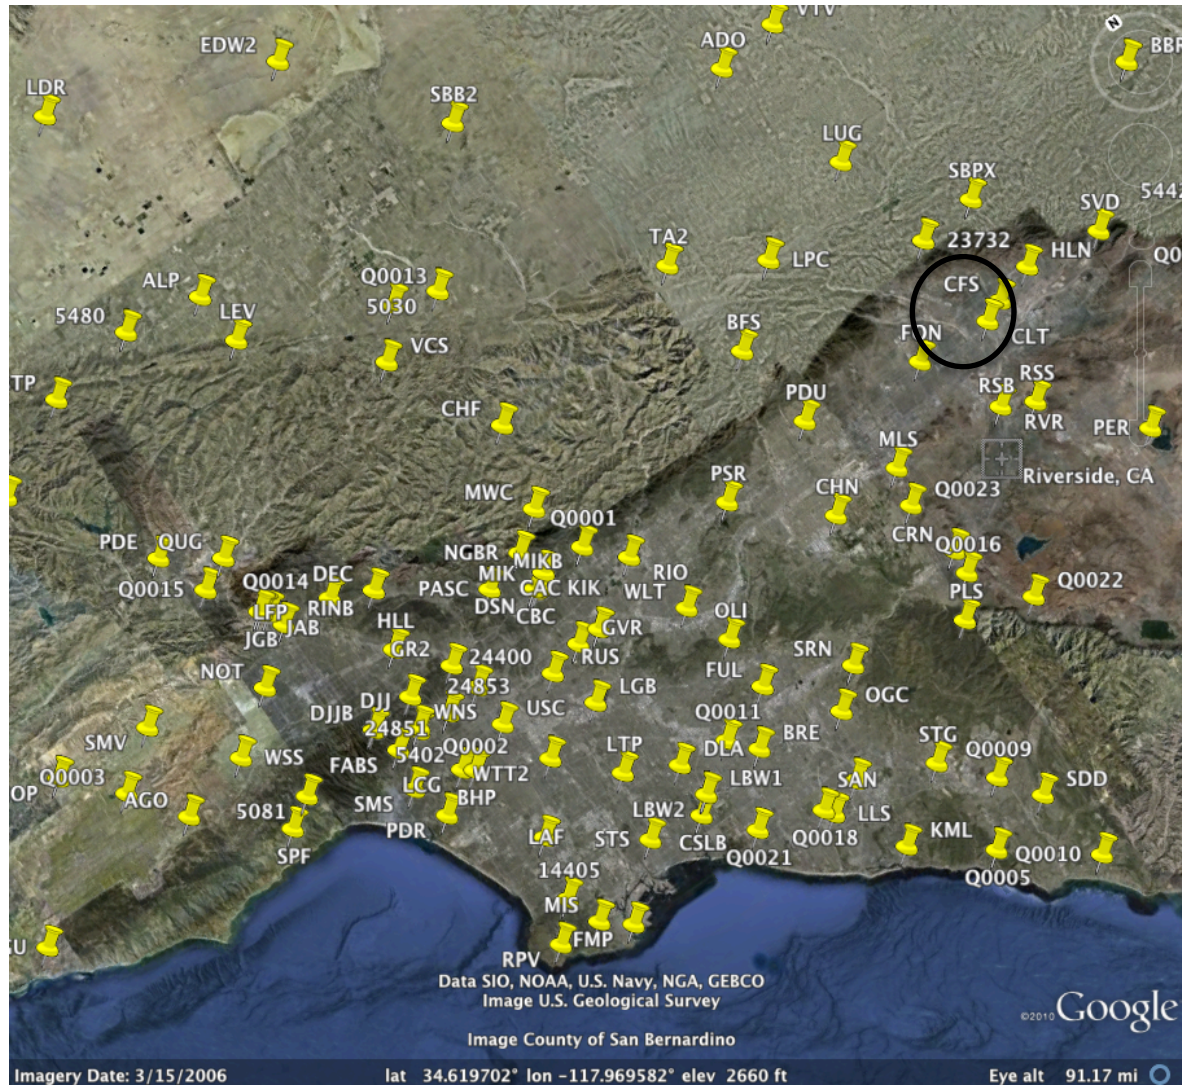 VTV
N
EDW2
ADO
BBR
LDR
SBB2
LUG
SBPX
5442
SVD
TA2
23732
HLN
LPC
Q0
ALP
Q0013
5030
CFS
5480
LEV
BFS
FON
CLT
VCS
TP
RSS
RSB
PDU
RVR
PER
CHF
MLS
PSR
Riverside, CA
MWC
CHN
Q0023
Q0001
CRN
PDE
QUG
NGBR
MIKB
Q0016
Q0015
Q0014
DEC
PASC
MIK
CAC
KIK
RIO
WLT
PLS
Q0022
LFP
RINB
DSN
CBC
OLI
JGB
JAB
HLL
GVR
GR2
24400
RUS
SRN
NOT
FUL
24853
LGB
OGC
DJJ
DJJB
WNS
USC
Q0011
SMV
24851
BRE
STG
WSS
FABS
5402
Q0002
LTP
DLA
Q0009
OP
Q0003
WTT2
LBW1
SAN
SDD
AGO
LCG
BHP
SMS
LBW2
LLS
5081
PDR
LAF
STS
CSLB
Q0018
KML
SPF
Q0021
Q0010
14405
Q0005
MIS
GU
FMP
RPV
Data SIO, NOAA, U.S. Navy, NGA, GEBCO
Image U.S. Geological Survey
©2010 Google
Image County of San Bernardino
Imagery Date: 3/15/2006 lat 34.619702° lon -117.969582° elev 2660 ft Eye alt 91.17 mi